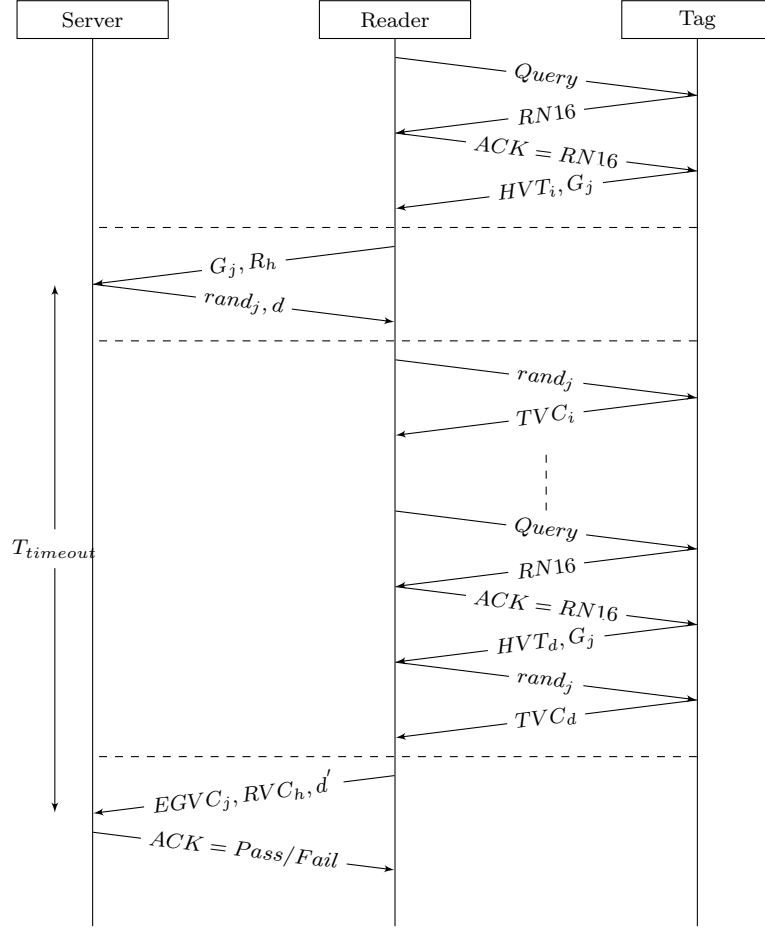 Server Reader Tag
Query
RN16
ACK = RN16
HVT_i, G_j
G_j, R_h
rand_j, d
rand_j
TVC_i
Query
T_timeout
RN16
ACK = RN16
HVT_d, G_j
rand_j
TVC_d
EGVC_j, RVC_h, d'
ACK = Pass/Fail